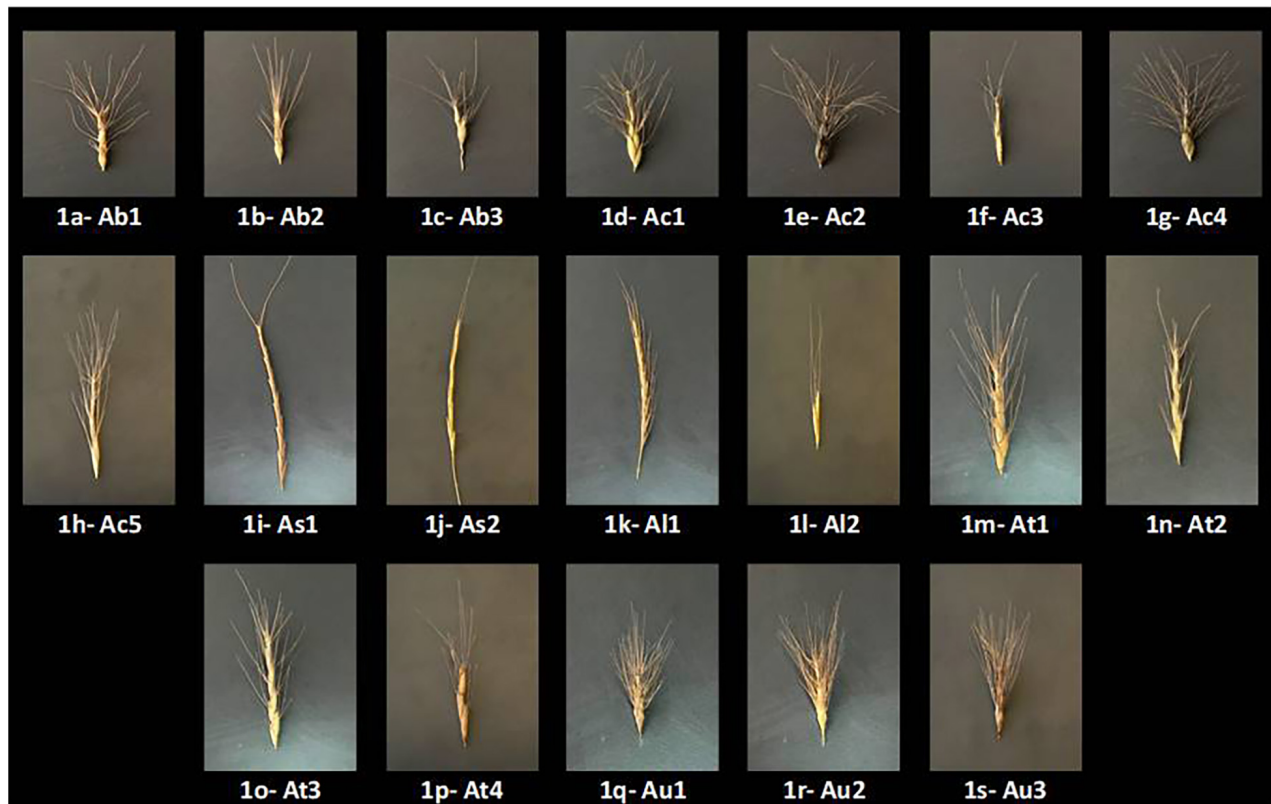 1a- Ab1
1b- Ab2
1c- Ab3
1d- Ac1
1e- Ac2
1f- Ac3
1g- Ac4
1h- Ac5
1i- As1
1j- As2
1k- Al1
1l- Al2
1m- At1
1n- At2
1o- At3
1p- At4
1q- Au1
1r- Au2
1s- Au3